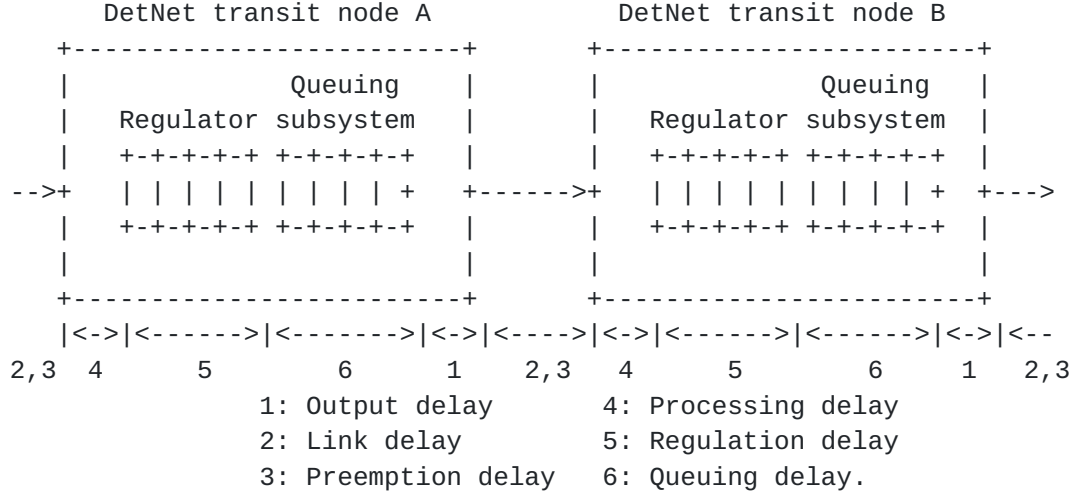 DetNet transit node A             DetNet transit node B
   +-------------------------+       +------------------------+
   |              Queuing    |       |              Queuing   |
   |   Regulator subsystem   |       |   Regulator subsystem  |
   |   +-+-+-+-+ +-+-+-+-+   |       |   +-+-+-+-+ +-+-+-+-+  |
-->+   | | | | | | | | | +   +------>+   | | | | | | | | | +  +--->
   |   +-+-+-+-+ +-+-+-+-+   |       |   +-+-+-+-+ +-+-+-+-+  |
   |                         |       |                        |
   +-------------------------+       +------------------------+
   |<->|<------>|<------->|<->|<---->|<->|<------>|<------>|<->|<--
2,3  4      5        6      1    2,3   4      5        6     1   2,3
                1: Output delay       4: Processing delay
                2: Link delay         5: Regulation delay
                3: Preemption delay   6: Queuing delay.